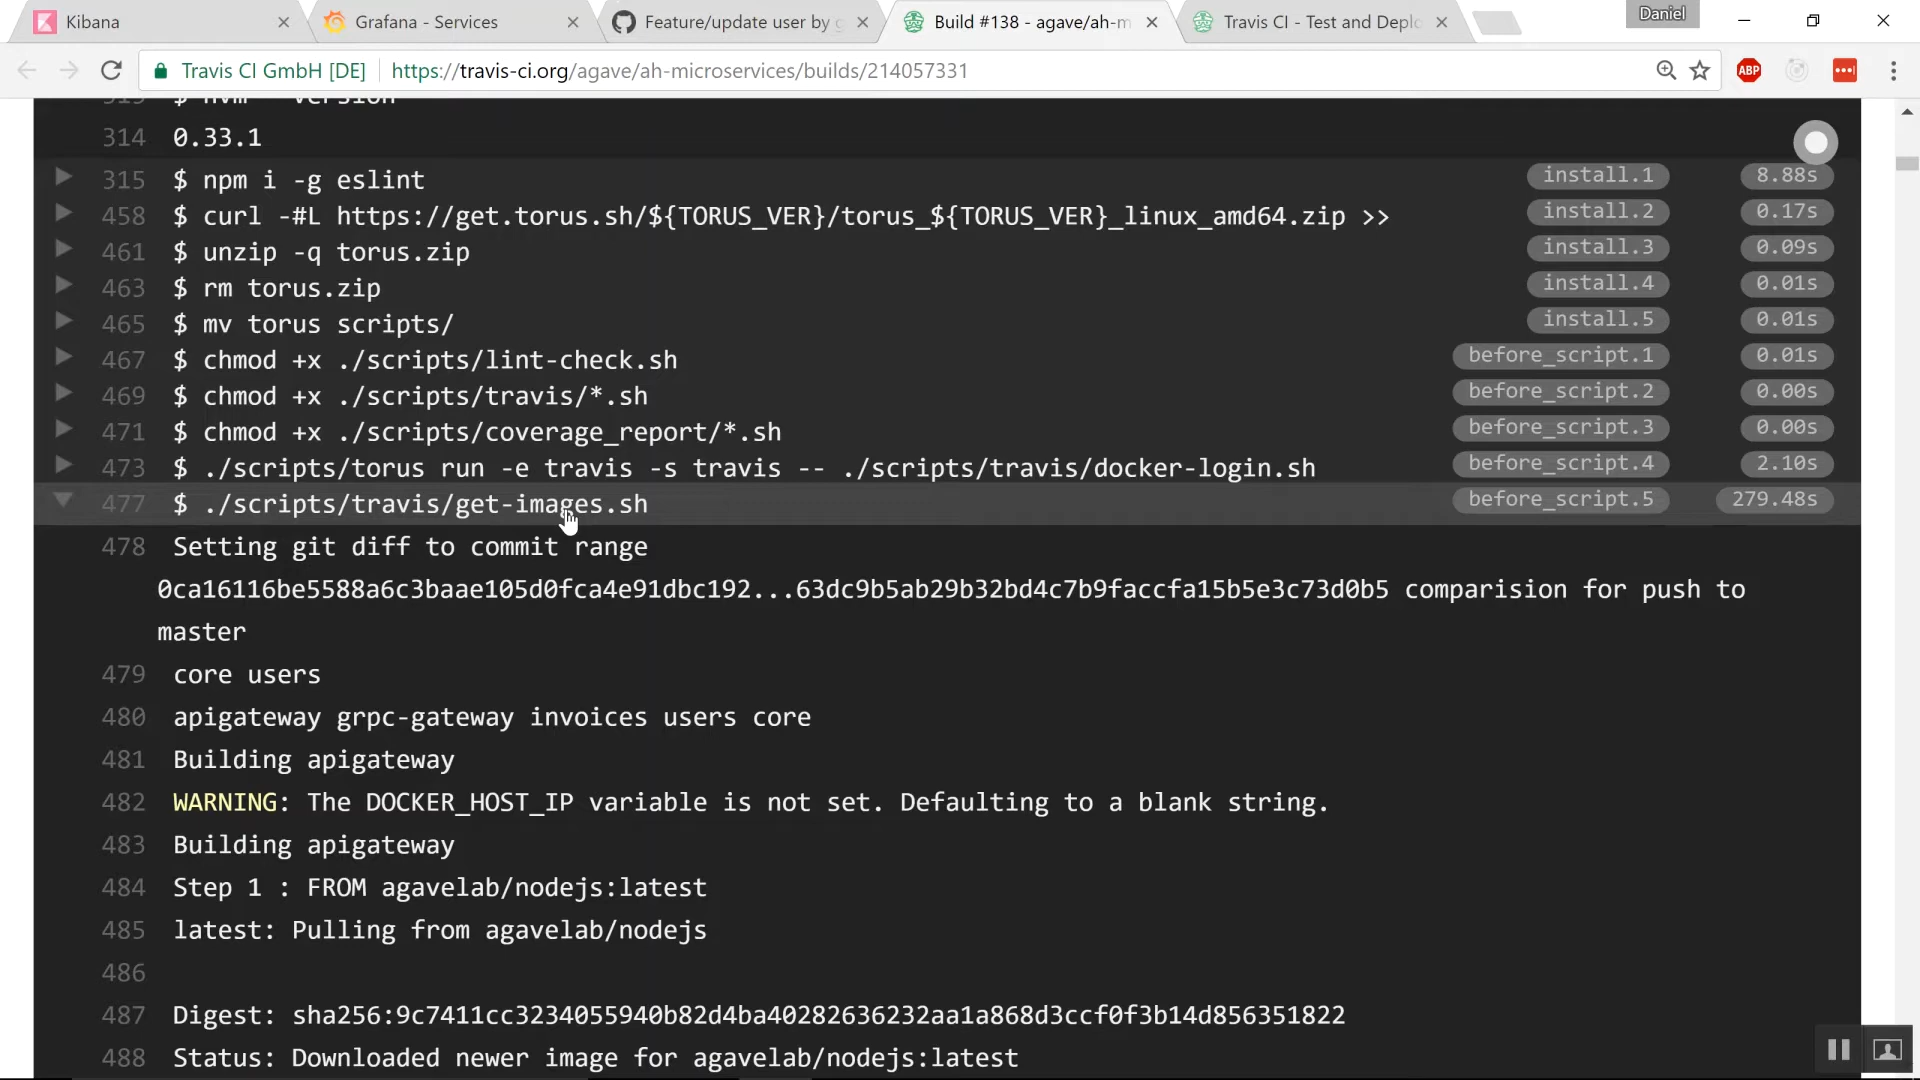 Kibana
Grafana - Services
Feature/update user by g
Build #138 - agave/ah-m
Travis CI - Test and Deplo
Daniel
Travis CI GmbH [DE]
https://travis-ci.org/agave/ah-microservices/builds/214057331
ABP
313 $ nvm --version
314 0.33.1
315 $ npm i -g eslint install.1 8.88s
458 $ curl -#L https://get.torus.sh/${TORUS_VER}/torus_${TORUS_VER}_linux_amd64.zip >> install.2 0.17s
461 $ unzip -q torus.zip install.3 0.09s
463 $ rm torus.zip install.4 0.01s
465 $ mv torus scripts/ install.5 0.01s
467 $ chmod +x ./scripts/lint-check.sh before_script.1 0.01s
469 $ chmod +x ./scripts/travis/*.sh before_script.2 0.00s
471 $ chmod +x ./scripts/coverage_report/*.sh before_script.3 0.00s
473 $ ./scripts/torus run -e travis -s travis -- ./scripts/travis/docker-login.sh before_script.4 2.10s
477 $ ./scripts/travis/get-images.sh before_script.5 279.48s
478 Setting git diff to commit range
0ca16116be5588a6c3baae105d0fca4e91dbc192...63dc9b5ab29b32bd4c7b9faccfa15b5e3c73d0b5 comparision for push to
master
479 core users
480 apigateway grpc-gateway invoices users core
481 Building apigateway
482 WARNING: The DOCKER_HOST_IP variable is not set. Defaulting to a blank string.
483 Building apigateway
484 Step 1 : FROM agavelab/nodejs:latest
485 latest: Pulling from agavelab/nodejs
486
487 Digest: sha256:9c7411cc3234055940b82d4ba40282636232aa1a868d3ccf0f3b14d856351822
488 Status: Downloaded newer image for agavelab/nodejs:latest